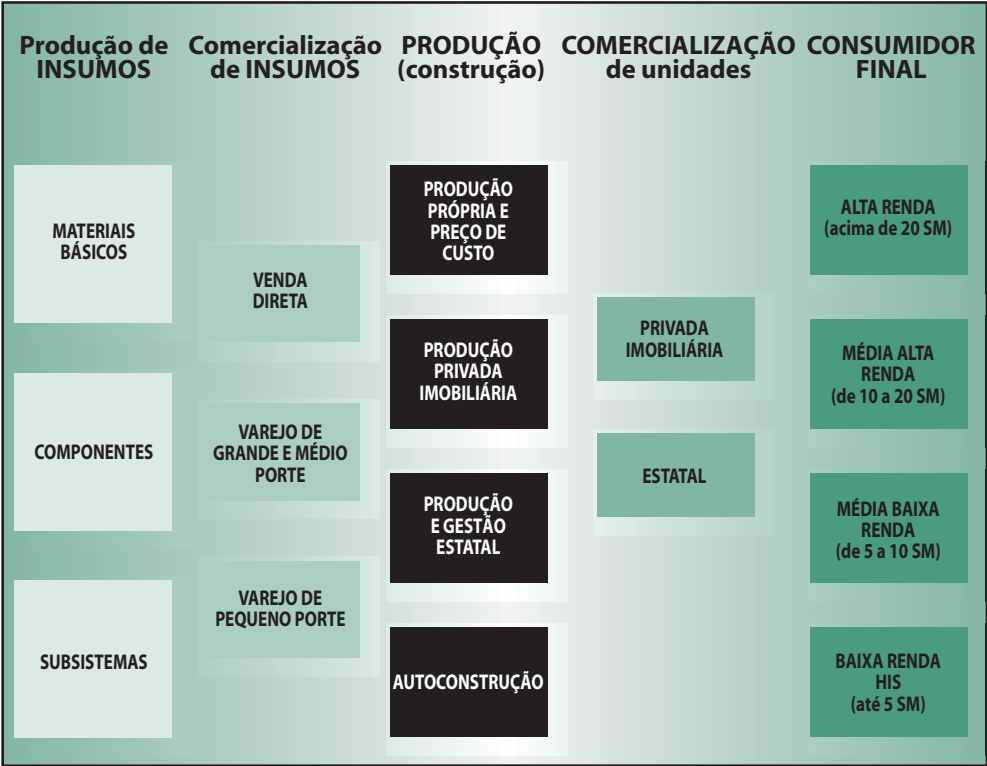 Produção de
INSUMOS
Comercialização
de INSUMOS
PRODUÇÃO
(construção)
COMERCIALIZAÇÃO
de unidades
CONSUMIDOR
FINAL
MATERIAIS
BÁSICOS
COMPONENTES
SUBSISTEMAS
VENDA
DIRETA
VAREJO DE
GRANDE E MÉDIO
PORTE
VAREJO DE
PEQUENO PORTE
PRODUÇÃO
PRÓPRIA E
PREÇO DE
CUSTO
PRODUÇÃO
PRIVADA
IMOBILIÁRIA
PRODUÇÃO
E GESTÃO
ESTATAL
AUTOCONSTRUÇÃO
PRIVADA
IMOBILIÁRIA
ESTATAL
ALTA RENDA
(acima de 20 SM)
MÉDIA ALTA
RENDA
(de 10 a 20 SM)
MÉDIA BAIXA
RENDA
(de 5 a 10 SM)
BAIXA RENDA
HIS
(até 5 SM)